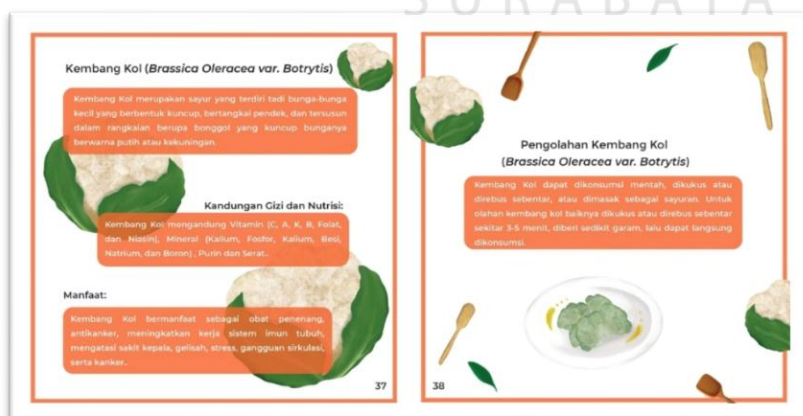 SURABAYA
Kembang Kol (Brassica Oleracea var. Botrytis)
Kembang Kol merupakan sayur yang terdiri tadi bunga-bunga
kecil yang berbentuk kuncup, bertangkai pendek, dan tersusun
dalam rangkaian berupa bonggol yang kuncup bunganya
berwarna putih atau kekuningan.
Kandungan Gizi dan Nutrisi:
Kembang Kol mengandung Vitamin (C, A, K, B, Folat,
dan Niasin), Mineral (Kalium, Fosfor, Kalium, Besi,
Natrium, dan Boron) , Purin dan Serat..
Manfaat:
Kembang Kol bermanfaat sebagai obat penenang,
antikanker, meningkatkan kerja sistem imun tubuh,
mengatasi sakit kepala, gelisah, stress, gangguan sirkulasi,
serta kanker..
37
Pengolahan Kembang Kol
(Brassica Oleracea var. Botrytis)
Kembang Kol dapat dikonsumsi mentah, dikukus atau
direbus sebentar, atau dimasak sebagai sayuran. Untuk
olahan kembang kol baiknya dikukus atau direbus sebentar
sekitar 3-5 menit, diberi sedikit garam, lalu dapat langsung
dikonsumsi.
38